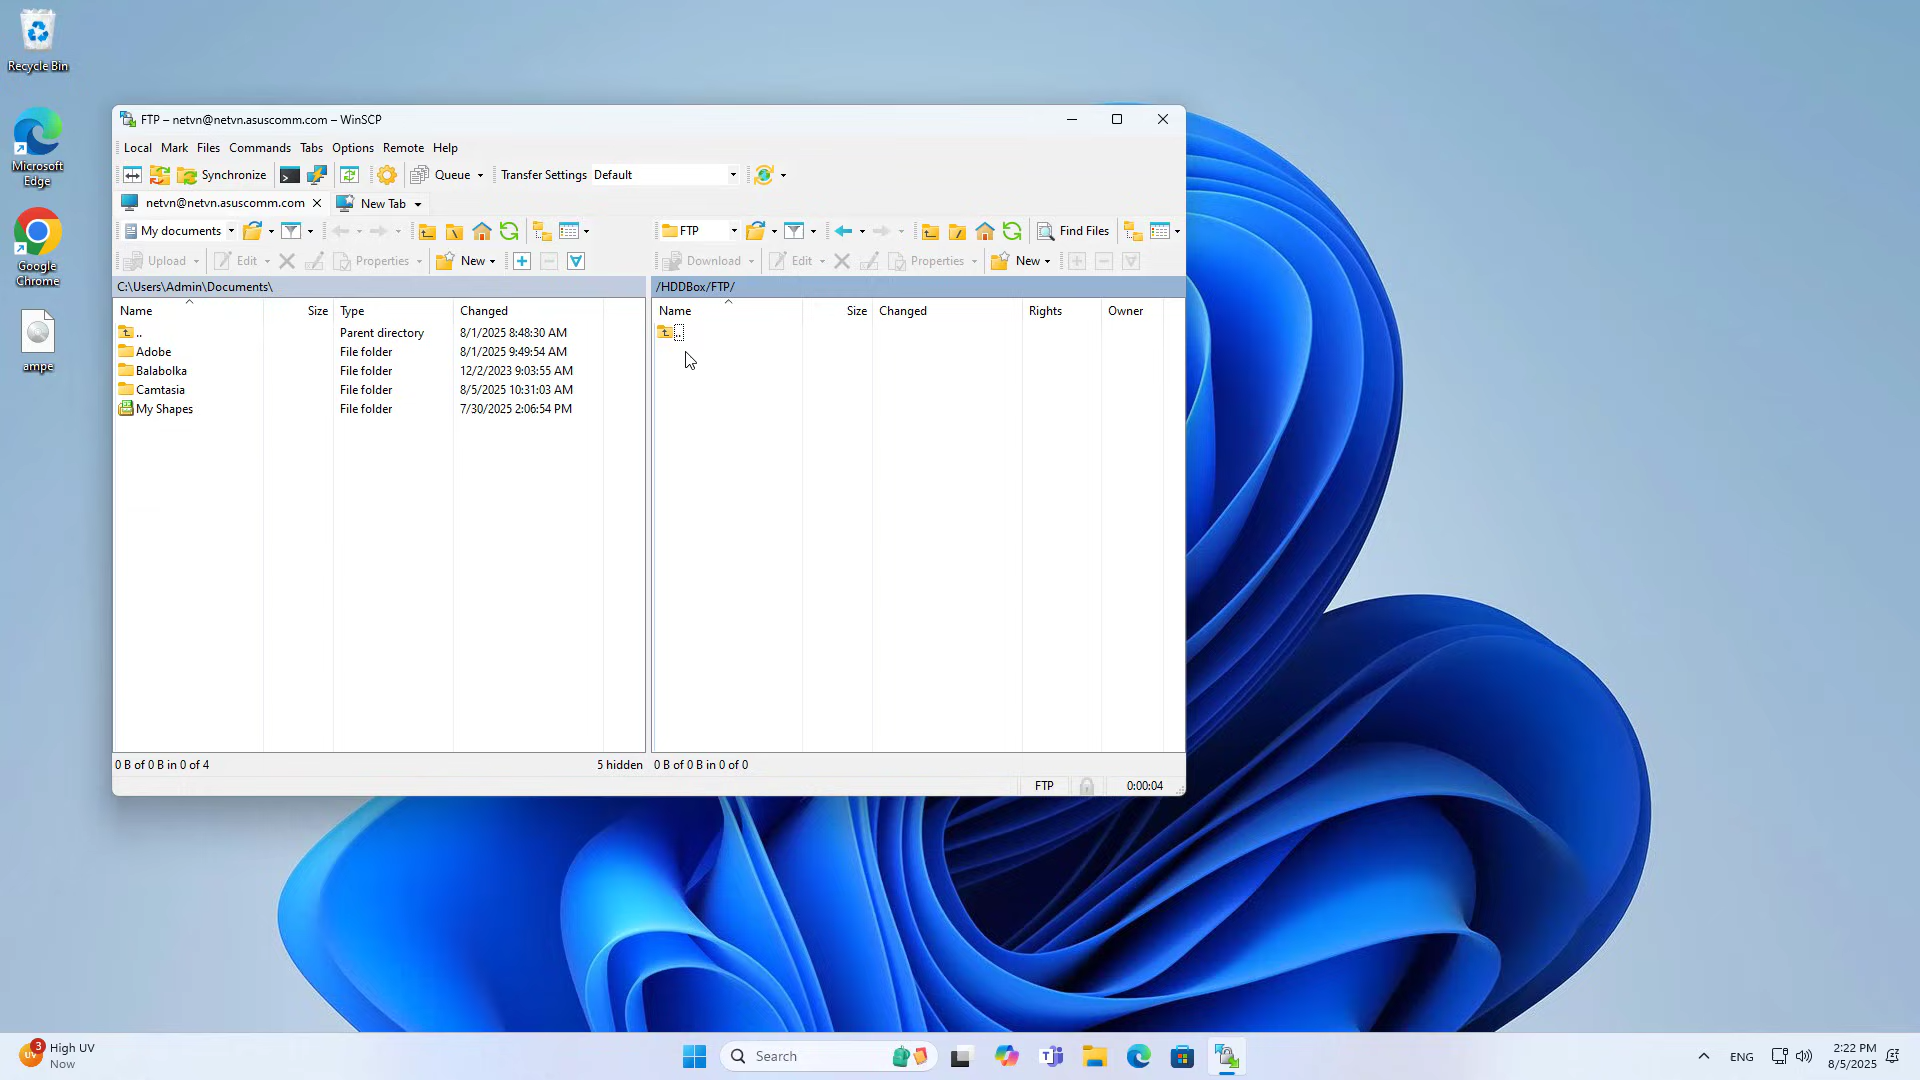 Recycle Bin
Microsoft Edge
Google Chrome
ampe
FTP – netvn@netvn.asuscomm.com – WinSCP
Local Mark Files Commands Tabs Options Remote Help
Synchronize Queue Transfer Settings Default
netvn@netvn.asuscomm.com New Tab
My documents FTP Find Files
Upload Edit Properties New Download Edit Properties New
C:\Users\Admin\Documents\ /HDDBox/FTP/
Name Size Type Changed Name Size Changed Rights Owner
.. Parent directory 8/1/2025 8:48:30 AM ..
Adobe File folder 8/1/2025 9:49:54 AM
Balabolka File folder 12/2/2023 9:03:55 AM
Camtasia File folder 8/5/2025 10:31:03 AM
My Shapes File folder 7/30/2025 2:06:54 PM
0 B of 0 B in 0 of 4 5 hidden 0 B of 0 B in 0 of 0
FTP 0:00:04
3 UV High UV
Now
Search
ENG
2:22 PM
8/5/2025